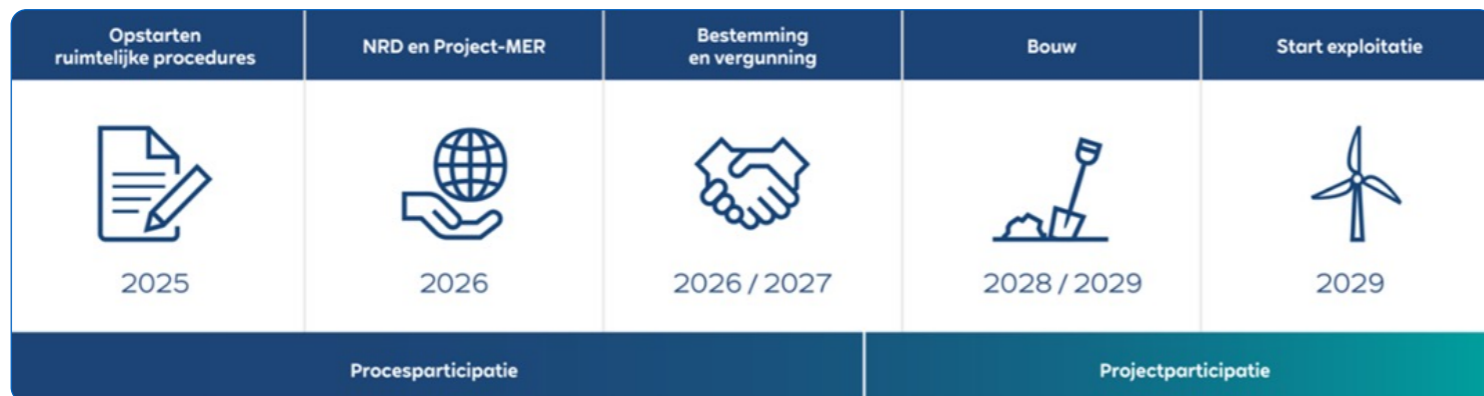 Opstarten
ruimtelijke procedures
NRD en Project-MER
Bestemming
en vergunning
Bouw
Start exploitatie
2025
2026
2026 / 2027
2028 / 2029
2029
Procesparticipatie
Projectparticipatie